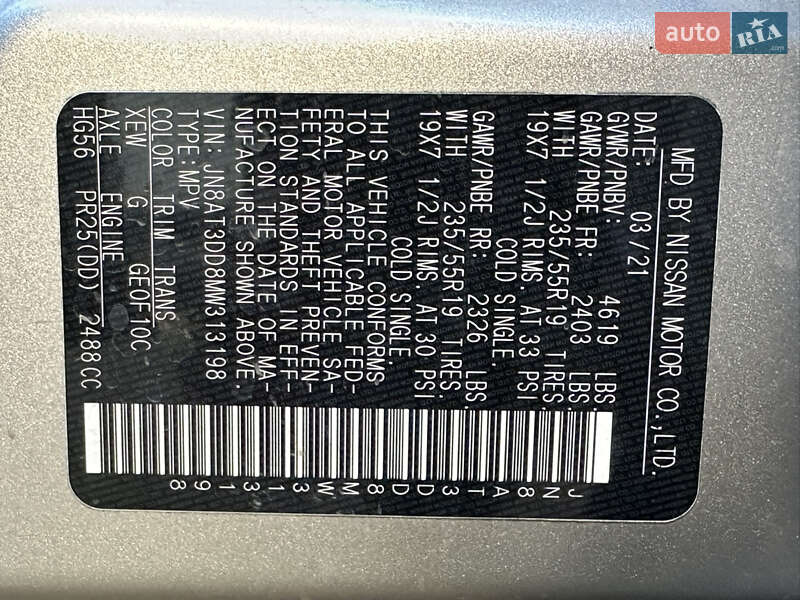 auto RIA
MFD BY NISSAN MOTOR CO.,LTD.
DATE: 03/21
GVWR/PNBV: 4619 LBS.
GAWR/PNBE FR: 2403 LBS.
WITH 235/55R19 TIRES.
19X7 1/2J RIMS. AT 33 PSI
COLD SINGLE.
GAWR/PNBE RR: 2326 LBS.
WITH 235/55R19 TIRES.
19X7 1/2J RIMS. AT 30 PSI
COLD SINGLE.
THIS VEHICLE CONFORMS
TO ALL APPLICABLE FED-
ERAL MOTOR VEHICLE SA-
FETY AND THEFT PREVEN-
TION STANDARDS IN EFF-
ECT ON THE DATE OF MA-
NUFACTURE SHOWN ABOVE.
VIN: JN8AT3DD8MW313198
TYPE: MPV
COLOR TRIM TRANS
XEW G GE0F10C
AXLE ENGINE
HG56 PR25(DD) 2488CC
JN8AT3DD8MW313198